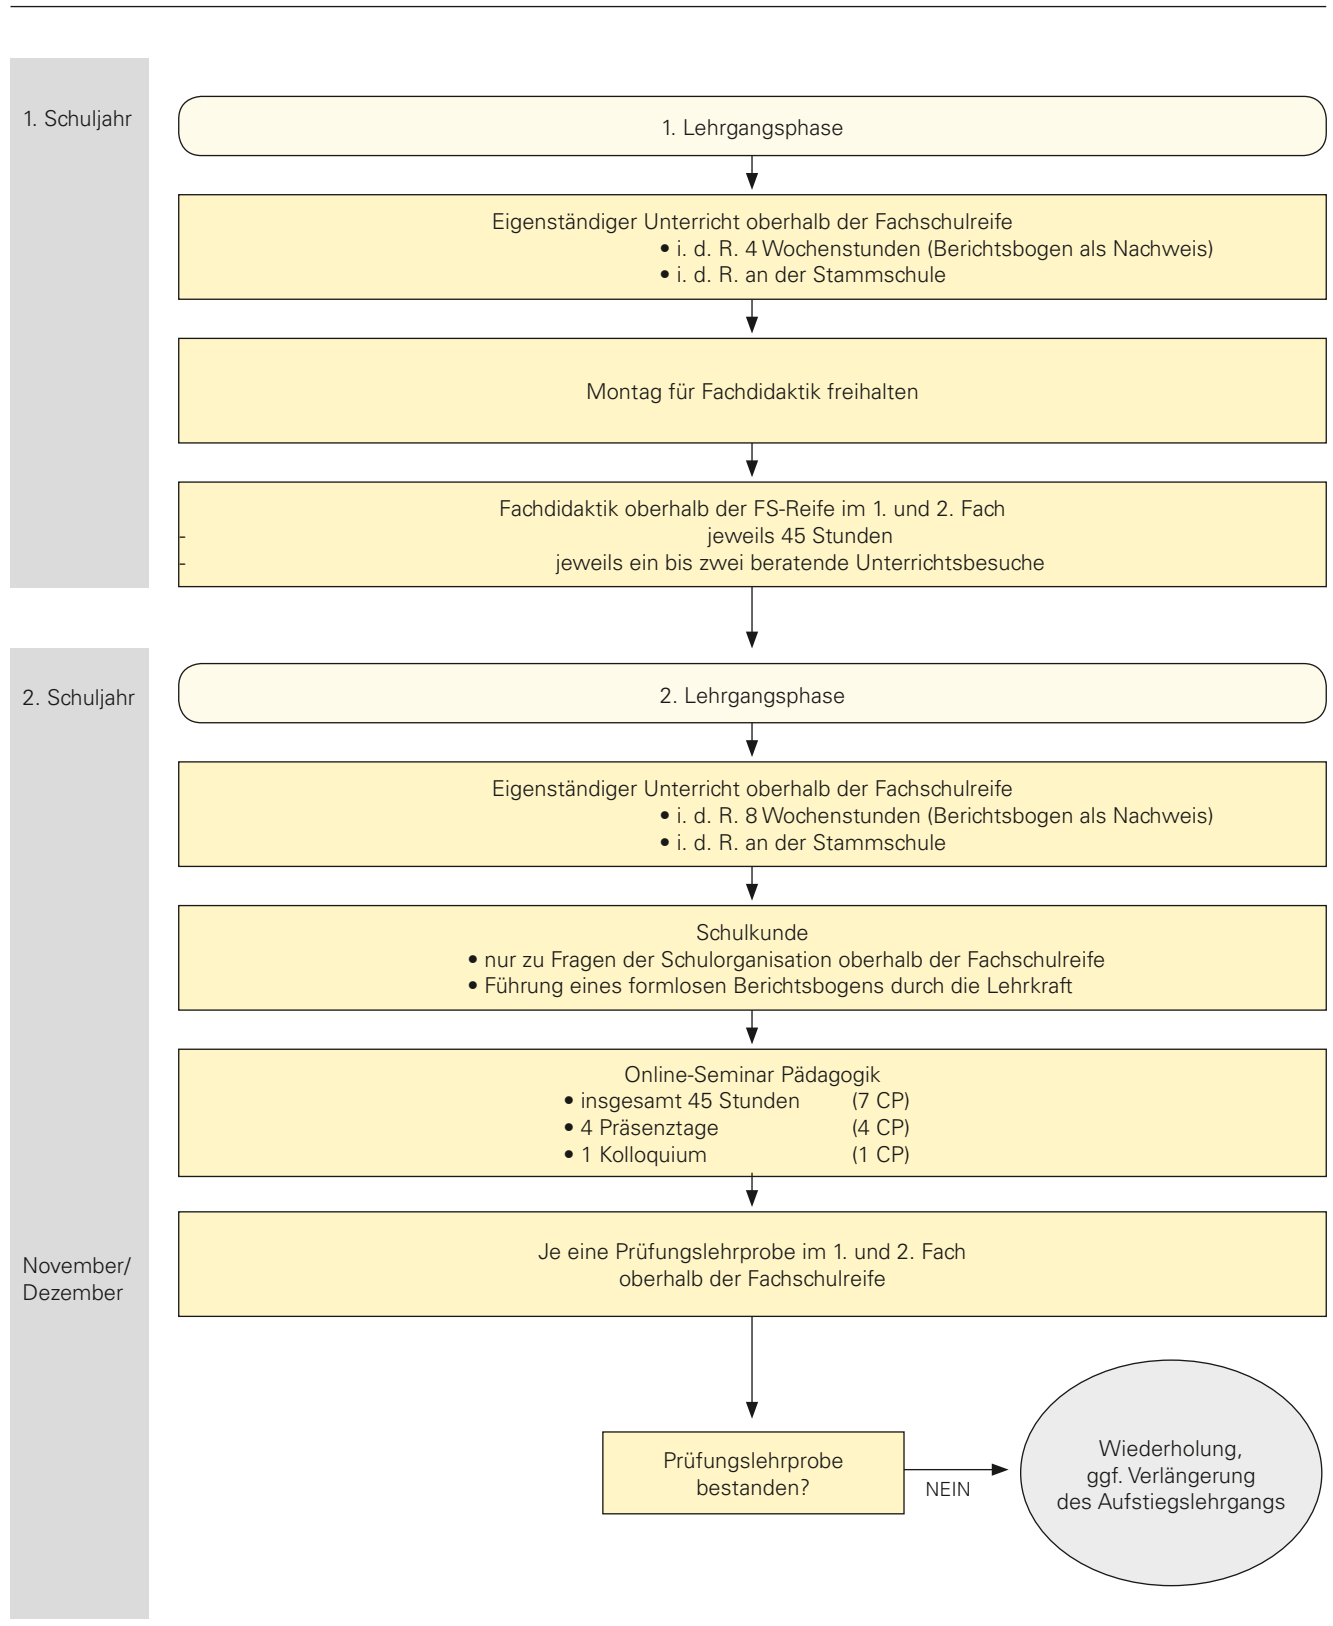 1. Schuljahr
1. Lehrgangsphase
Eigenständiger Unterricht oberhalb der Fachschulreife
• i. d. R. 4 Wochenstunden (Berichtsbogen als Nachweis)
• i. d. R. an der Stammschule
Montag für Fachdidaktik freihalten
Fachdidaktik oberhalb der FS-Reife im 1. und 2. Fach
- jeweils 45 Stunden
- jeweils ein bis zwei beratende Unterrichtsbesuche
2. Schuljahr
2. Lehrgangsphase
Eigenständiger Unterricht oberhalb der Fachschulreife
• i. d. R. 8 Wochenstunden (Berichtsbogen als Nachweis)
• i. d. R. an der Stammschule
Schulkunde
• nur zu Fragen der Schulorganisation oberhalb der Fachschulreife
• Führung eines formlosen Berichtsbogens durch die Lehrkraft
Online-Seminar Pädagogik
• insgesamt 45 Stunden (7 CP)
• 4 Präsenztage (4 CP)
• 1 Kolloquium (1 CP)
November/
Dezember
Je eine Prüfungslehrprobe im 1. und 2. Fach
oberhalb der Fachschulreife
Prüfungslehrprobe
bestanden?
NEIN
Wiederholung,
ggf. Verlängerung
des Aufstiegslehrgangs